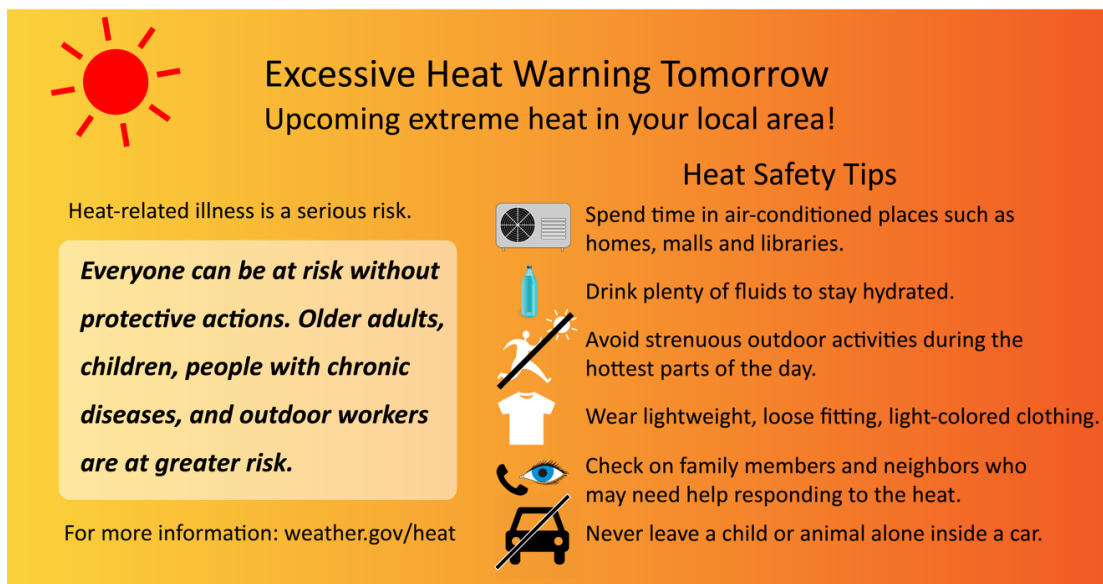 Excessive Heat Warning Tomorrow
Upcoming extreme heat in your local area!
Heat-related illness is a serious risk.
Everyone can be at risk without
protective actions. Older adults,
children, people with chronic
diseases, and outdoor workers
are at greater risk.
For more information: weather.gov/heat
Heat Safety Tips
Spend time in air-conditioned places such as
homes, malls and libraries.
Drink plenty of fluids to stay hydrated.
Avoid strenuous outdoor activities during the
hottest parts of the day.
Wear lightweight, loose fitting, light-colored clothing.
Check on family members and neighbors who
may need help responding to the heat.
Never leave a child or animal alone inside a car.